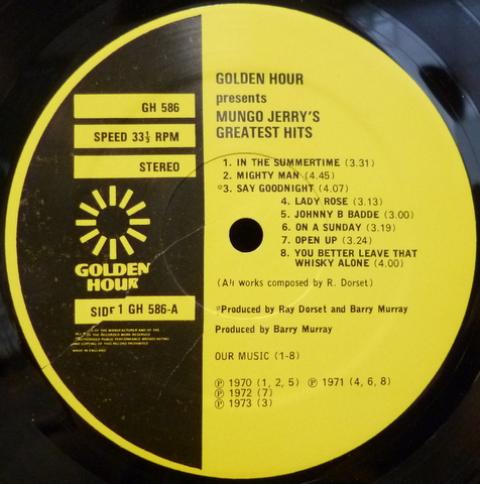 GH 586
SPEED 33⅓ RPM
STEREO
GOLDEN
HOUR
SIDE 1 GH 586-A
MADE IN ENGLAND
GOLDEN HOUR
presents
MUNGO JERRY'S
GREATEST HITS
1. IN THE SUMMERTIME (3.31)
2. MIGHTY MAN (4.45)
*3. SAY GOODNIGHT (4.07)
4. LADY ROSE (3.13)
5. JOHNNY B BADDE (3.00)
6. ON A SUNDAY (3.19)
7. OPEN UP (3.24)
8. YOU BETTER LEAVE THAT
WHISKY ALONE (4.00)
(All works composed by R. Dorset)
*Produced by Ray Dorset and Barry Murray
Produced by Barry Murray
OUR MUSIC (1-8)
℗ 1970 (1, 2, 5) ℗ 1971 (4, 6, 8)
℗ 1972 (7)
℗ 1973 (3)